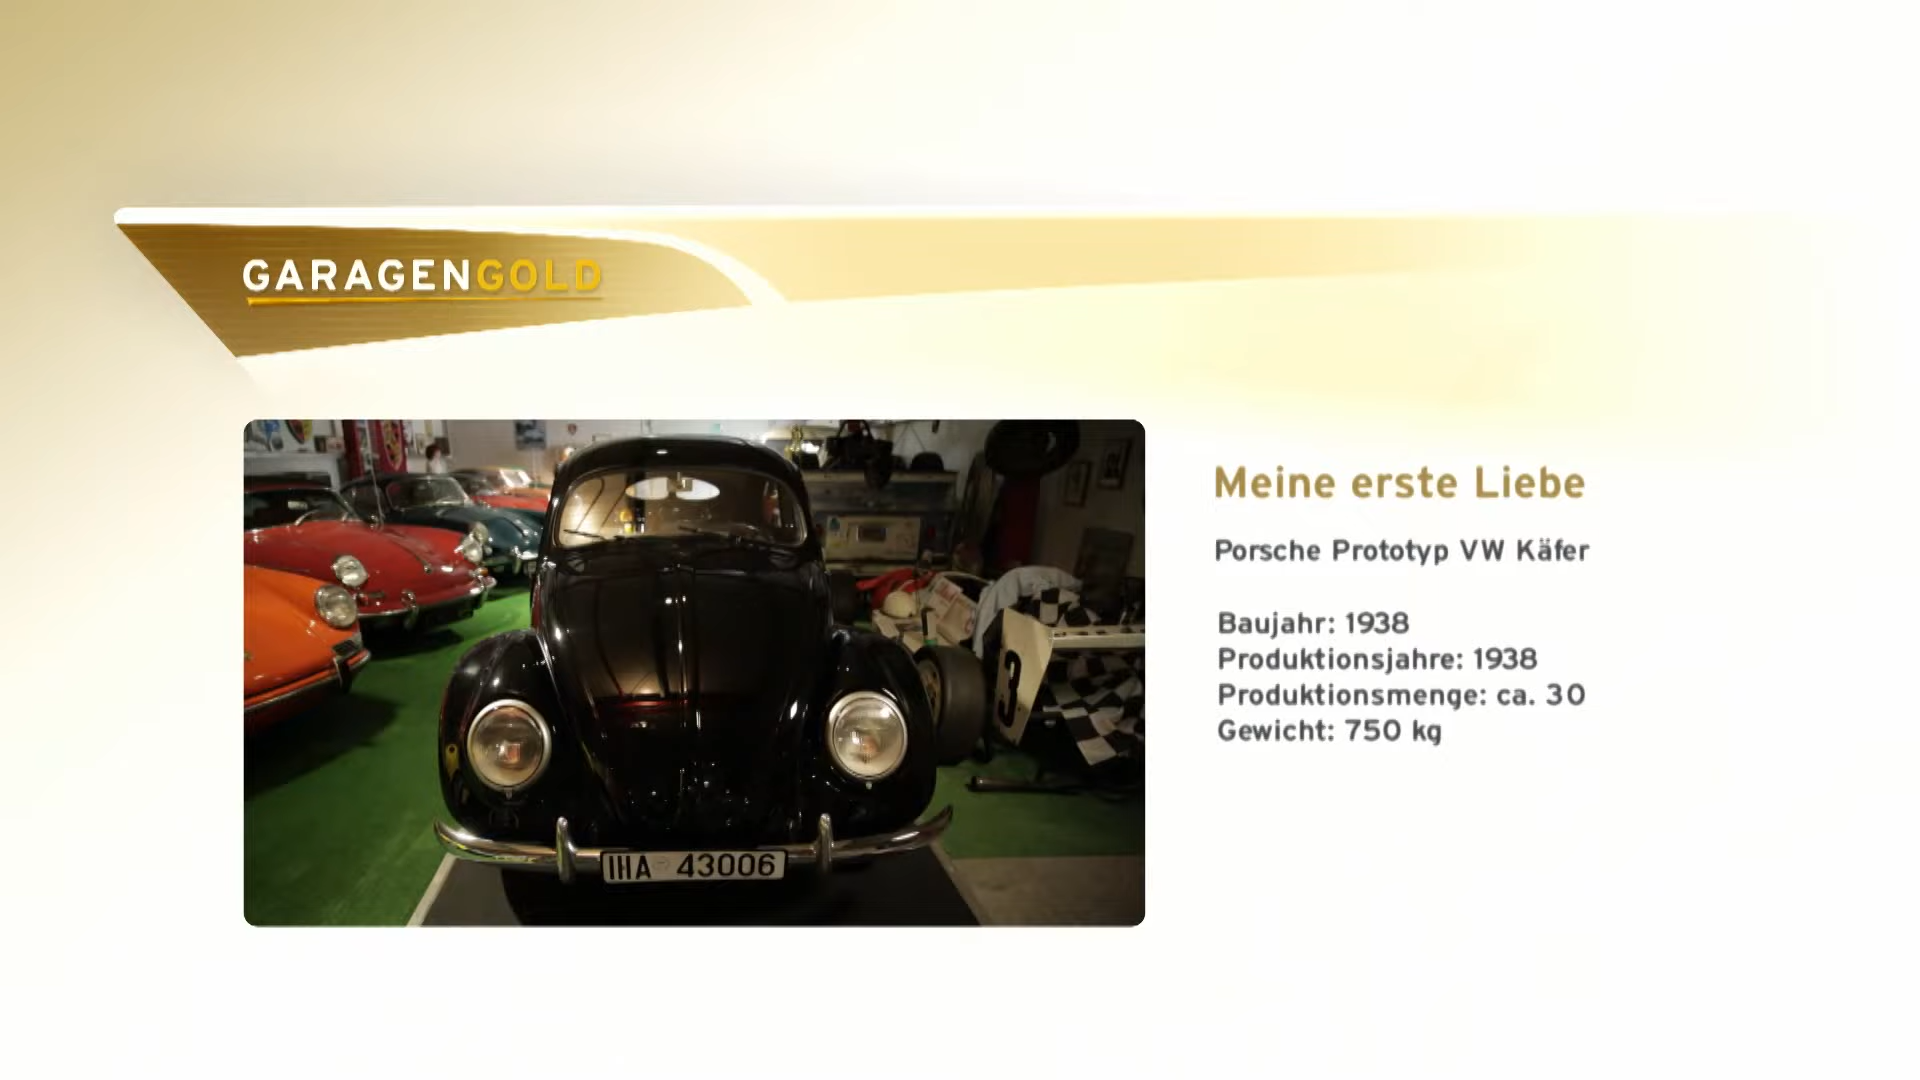 GARAGENGOLD
Meine erste Liebe
Porsche Prototyp VW Käfer
Baujahr: 1938
Produktionsjahre: 1938
Produktionsmenge: ca. 30
Gewicht: 750 kg
3
IIIA 43006